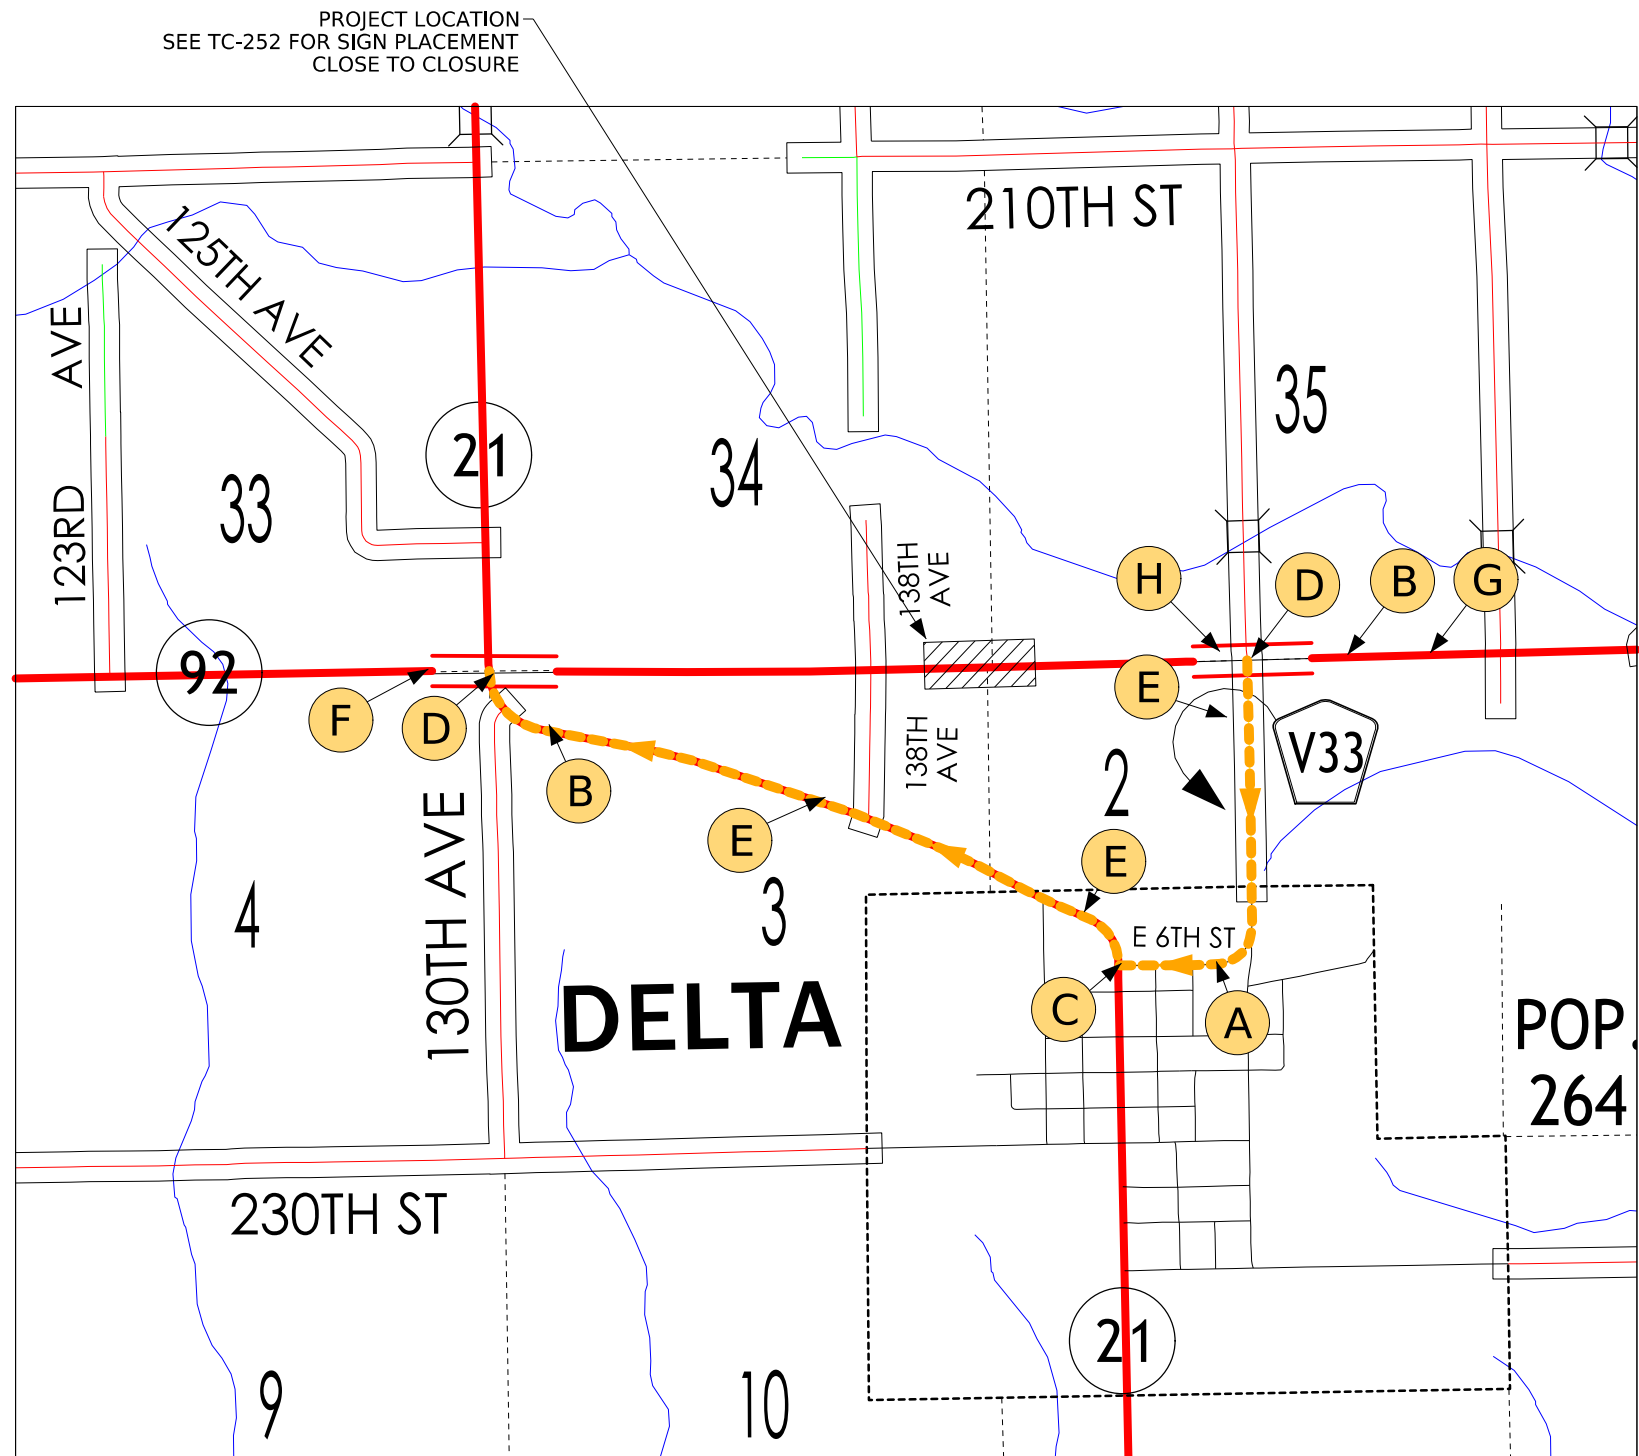 PROJECT LOCATION
SEE TC-252 FOR SIGN PLACEMENT
CLOSE TO CLOSURE
210TH ST
125TH AVE
AVE
123RD
21
33
34
35
138TH
AVE
H
D
B
G
92
F
D
E
B
138TH
AVE
2
V33
E
E
130TH AVE
4
3
E 6TH ST
DELTA
C
A
POP.
264
230TH ST
21
9
10